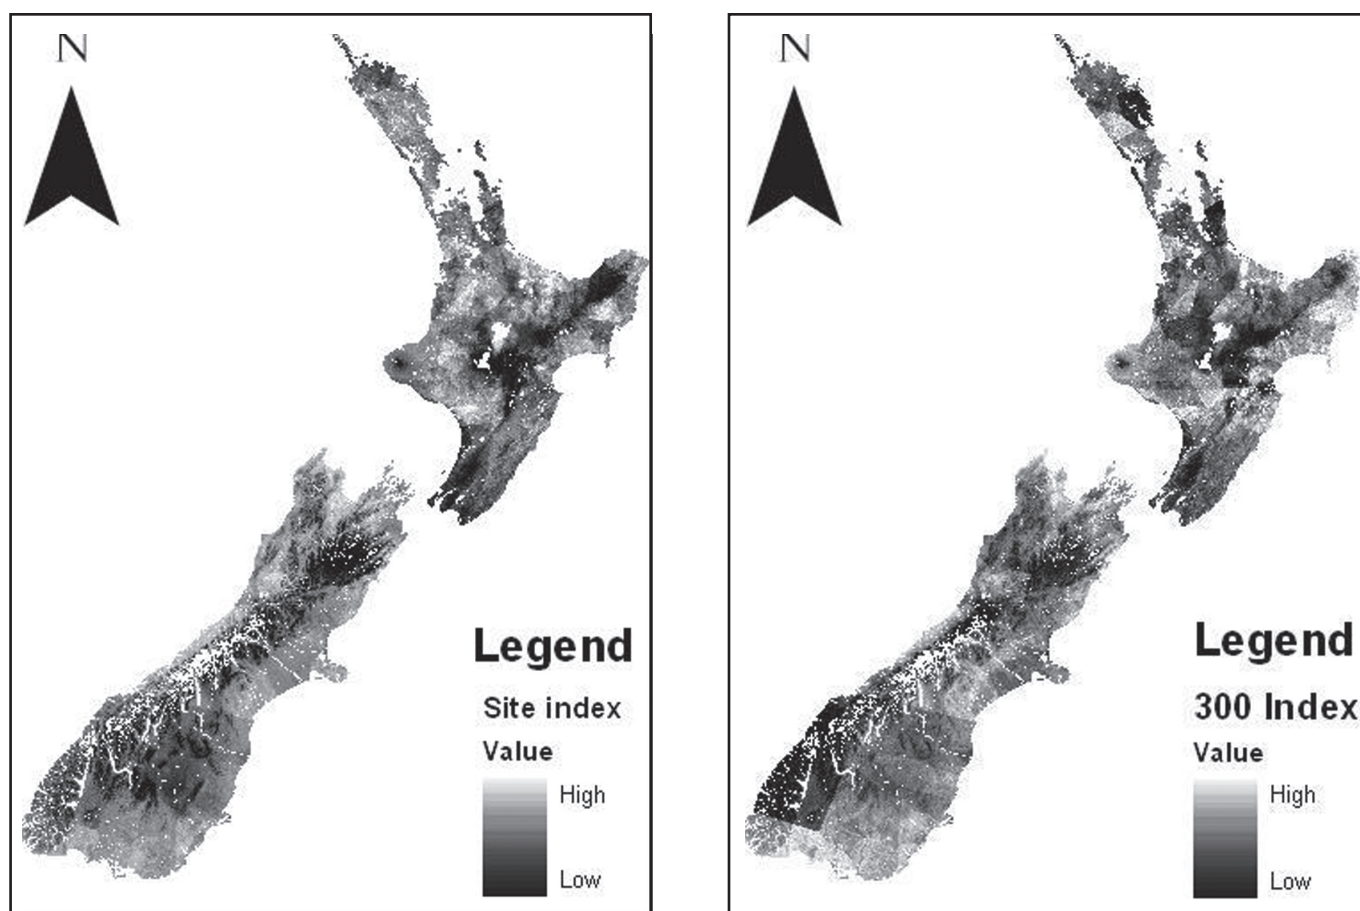 N
Legend
Site index
Value
High
Low
N
Legend
300 Index
Value
High
Low